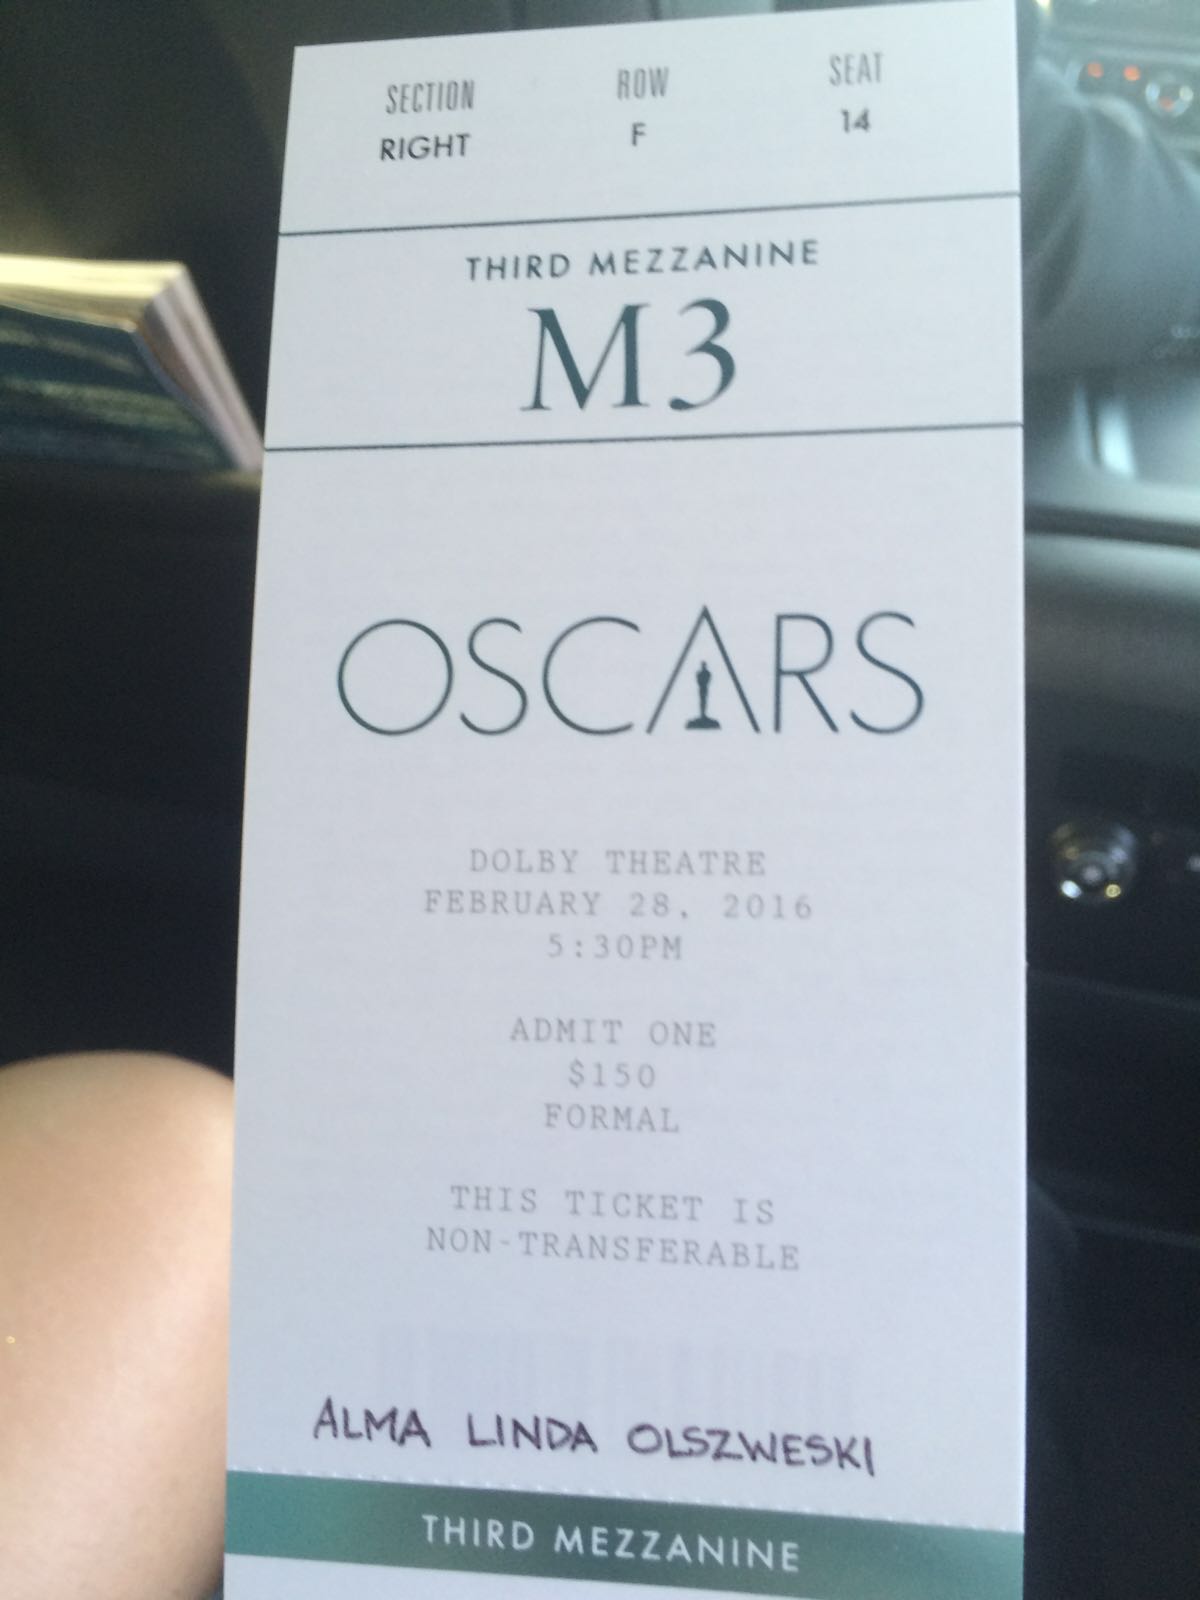 SECTION ROW SEAT
RIGHT F 14
THIRD MEZZANINE
M3
OSCARS
DOLBY THEATRE
FEBRUARY 28, 2016
5:30PM
ADMIT ONE
$150
FORMAL
THIS TICKET IS
NON-TRANSFERABLE
ALMA LINDA OLSZWESKI
THIRD MEZZANINE